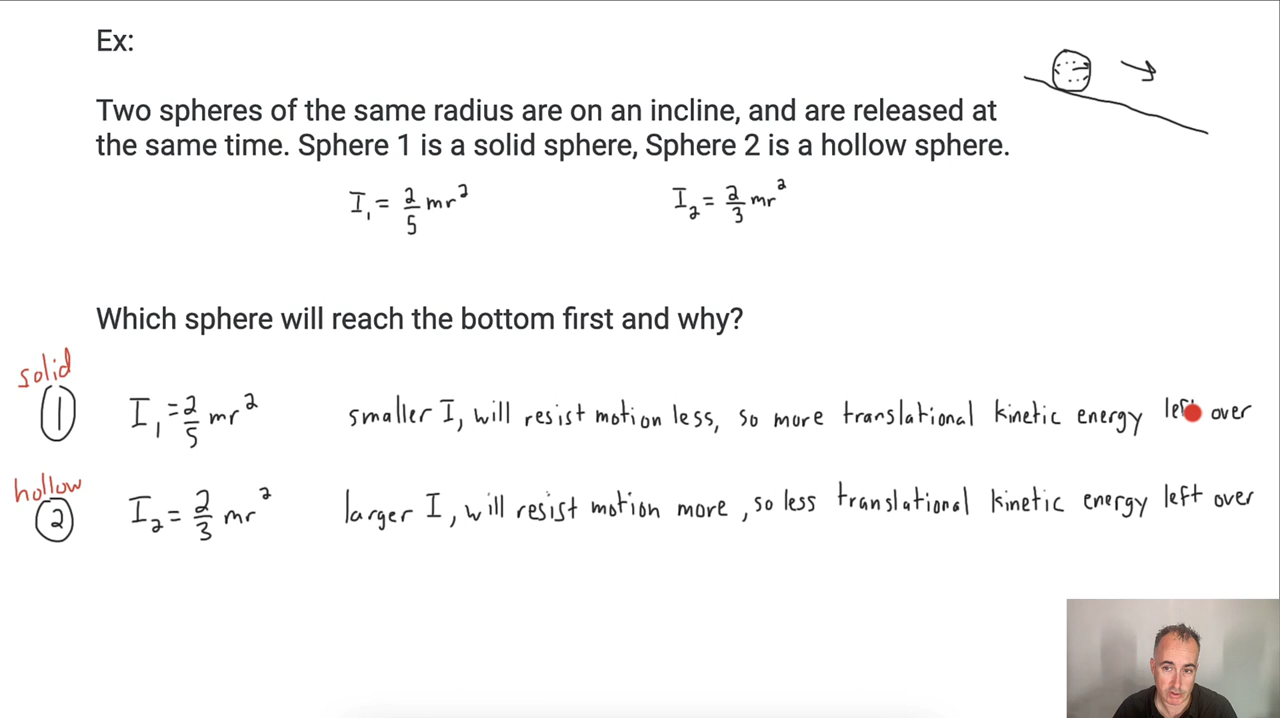 Ex:
Two spheres of the same radius are on an incline, and are released at
the same time. Sphere 1 is a solid sphere, Sphere 2 is a hollow sphere.
I₁ = 2/5 mr² I₂ = 2/3 mr²
Which sphere will reach the bottom first and why?
solid
① I₁ = 2/5 mr² smaller I, will resist motion less, so more translational kinetic energy left over
hollow
② I₂ = 2/3 mr² larger I, will resist motion more, so less translational kinetic energy left over